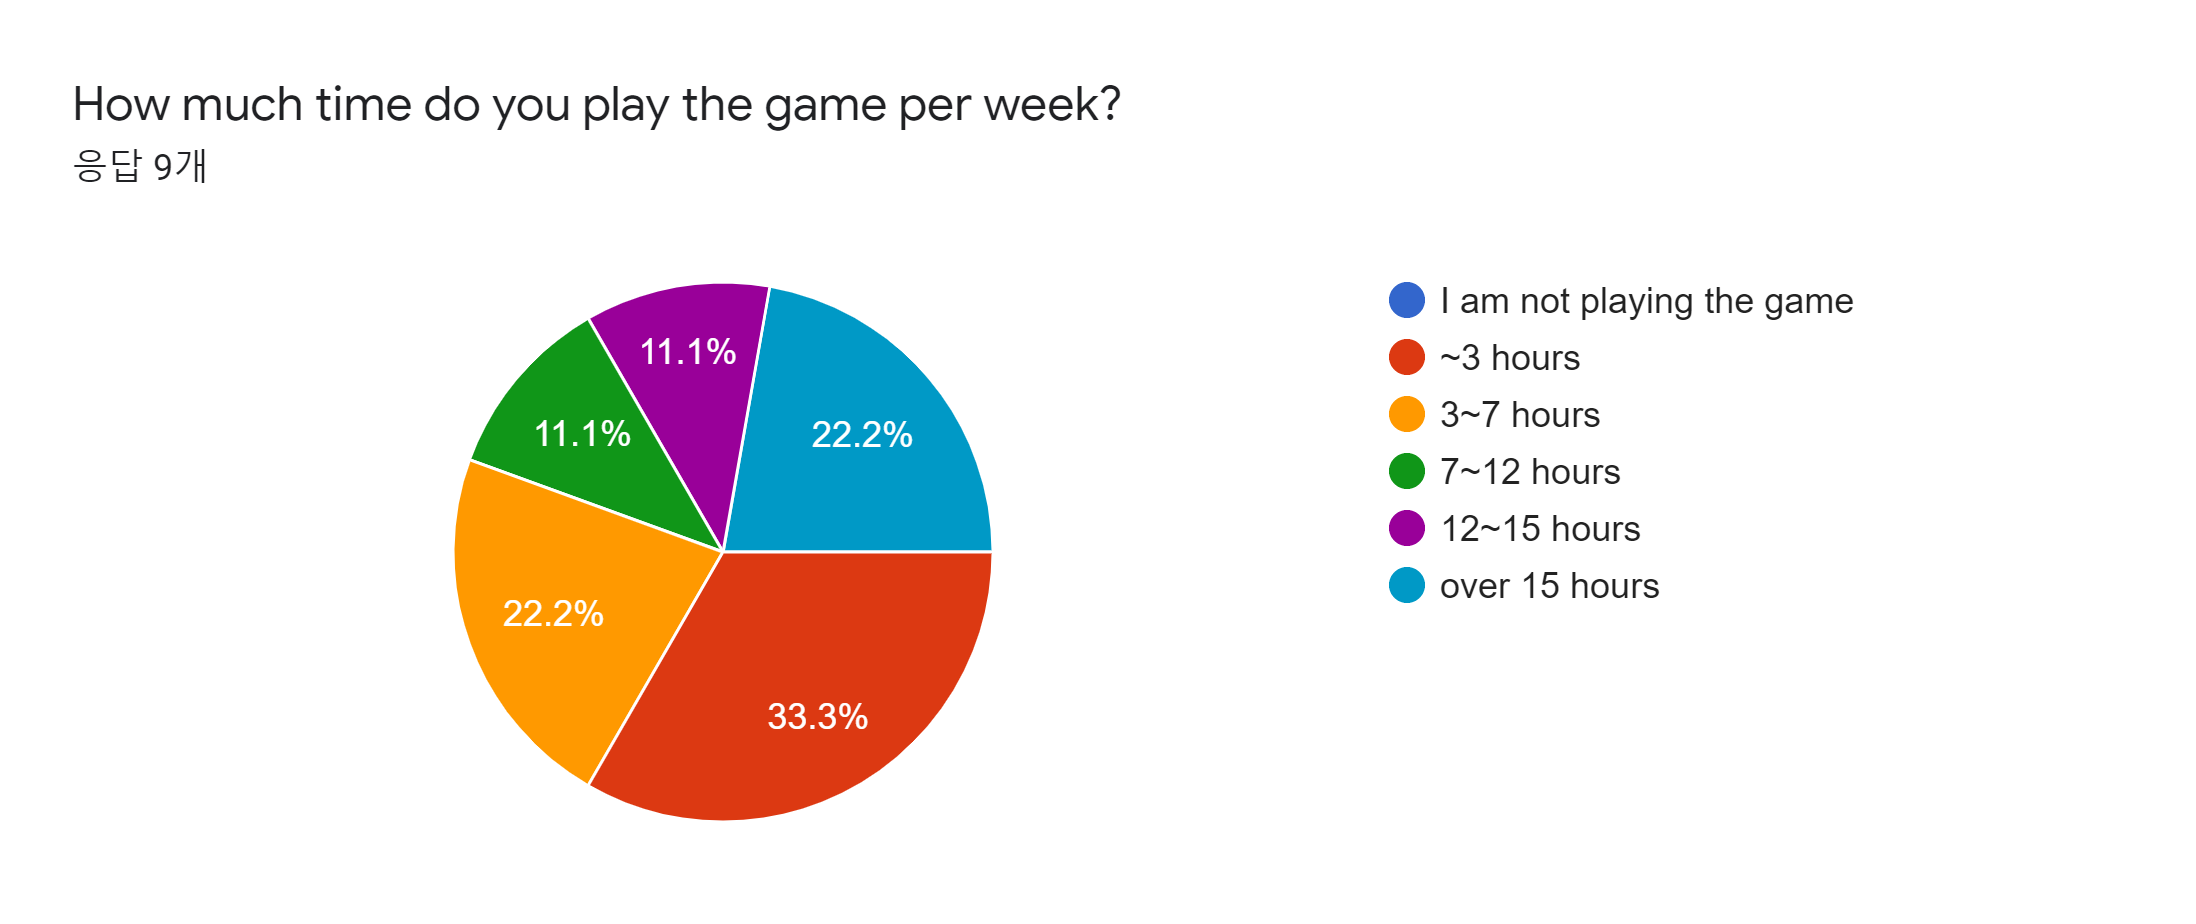 How much time do you play the game per week?
응답 9개
11.1%
22.2%
11.1%
22.2%
33.3%
I am not playing the game
~3 hours
3~7 hours
7~12 hours
12~15 hours
over 15 hours